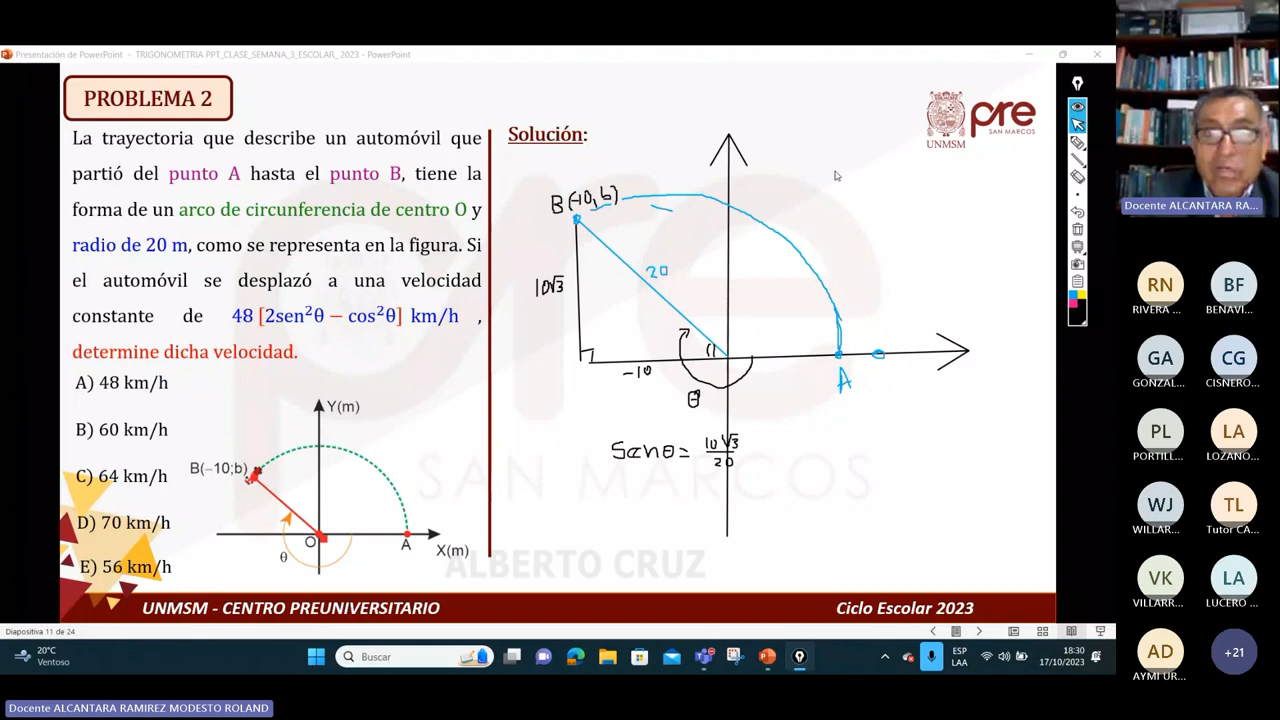 Presentación de PowerPoint - TRIGONOMETRIA PPT_CLASE_SEMANA_3_ESCOLAR_ 2023 - PowerPoint
PROBLEMA 2
La trayectoria que describe un automóvil que
partió del punto A hasta el punto B, tiene la
forma de un arco de circunferencia de centro O y
radio de 20 m, como se representa en la figura. Si
el automóvil se desplazó a una velocidad
constante de 48 [2sen²θ − cos²θ] km/h ,
determine dicha velocidad.
A) 48 km/h
B) 60 km/h
C) 64 km/h
D) 70 km/h
E) 56 km/h
Y(m)
B(−10;b)
O
A
X(m)
θ
Solución:
UNMSM
pre
SAN MARCOS
B(-10,b)
20
10√3
-10
θ
A
Senθ = 10√3
20
pre
SAN MARCOS
ALBERTO CRUZ
UNMSM - CENTRO PREUNIVERSITARIO
Ciclo Escolar 2023
Diapositiva 11 de 24
20°C
Ventoso
Buscar
ESP
LAA
18:30
17/10/2023
Docente ALCANTARA RA...
RN
RIVERA ...
BF
BENAVI...
GA
GONZAL...
CG
CISNERO...
PL
PORTILL...
LA
LOZANO...
WJ
WILLAR...
TL
Tutor CA...
VK
VILLARR...
LA
LUCERO ...
AD
AYMI UR...
+21
Docente ALCANTARA RAMIREZ MODESTO ROLAND